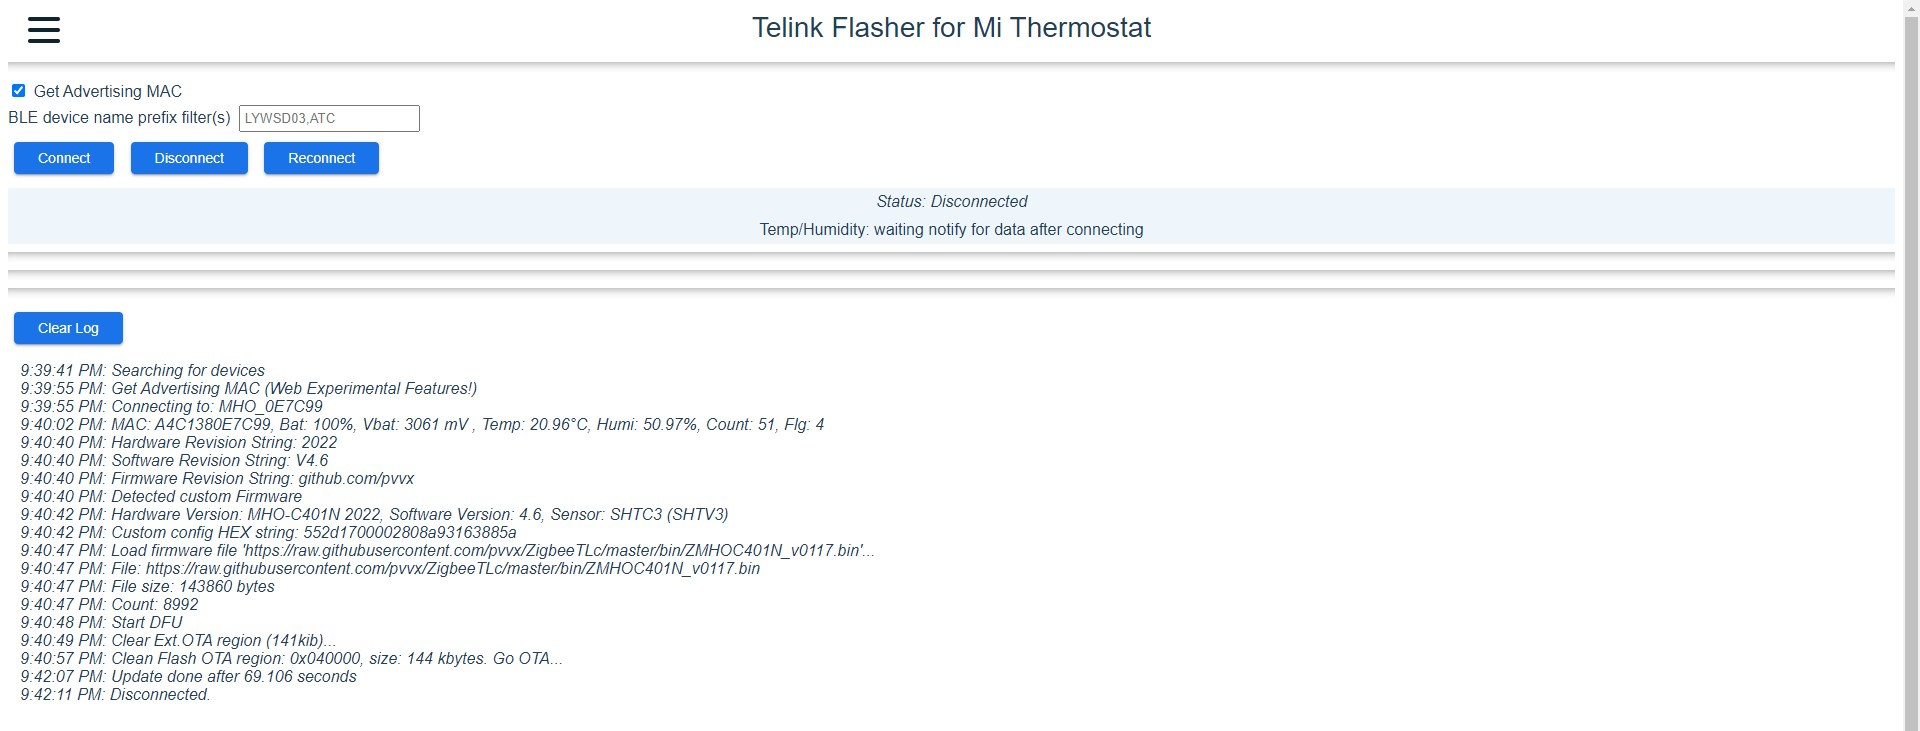 Telink Flasher for Mi Thermostat
Get Advertising MAC
BLE device name prefix filter(s) LYWSD03,ATC
Connect Disconnect Reconnect
Status: Disconnected
Temp/Humidity: waiting notify for data after connecting
Clear Log
9:39:41 PM: Searching for devices
9:39:55 PM: Get Advertising MAC (Web Experimental Features!)
9:39:55 PM: Connecting to: MHO_0E7C99
9:40:02 PM: MAC: A4C1380E7C99, Bat: 100%, Vbat: 3061 mV , Temp: 20.96°C, Humi: 50.97%, Count: 51, Flg: 4
9:40:40 PM: Hardware Revision String: 2022
9:40:40 PM: Software Revision String: V4.6
9:40:40 PM: Firmware Revision String: github.com/pvvx
9:40:40 PM: Detected custom Firmware
9:40:42 PM: Hardware Version: MHO-C401N 2022, Software Version: 4.6, Sensor: SHTC3 (SHTV3)
9:40:42 PM: Custom config HEX string: 552d1700002808a93163885a
9:40:47 PM: Load firmware file 'https://raw.githubusercontent.com/pvvx/ZigbeeTLc/master/bin/ZMHOC401N_v0117.bin'...
9:40:47 PM: File: https://raw.githubusercontent.com/pvvx/ZigbeeTLc/master/bin/ZMHOC401N_v0117.bin
9:40:47 PM: File size: 143860 bytes
9:40:47 PM: Count: 8992
9:40:48 PM: Start DFU
9:40:49 PM: Clear Ext.OTA region (141kib)...
9:40:57 PM: Clean Flash OTA region: 0x040000, size: 144 kbytes. Go OTA...
9:42:07 PM: Update done after 69.106 seconds
9:42:11 PM: Disconnected.